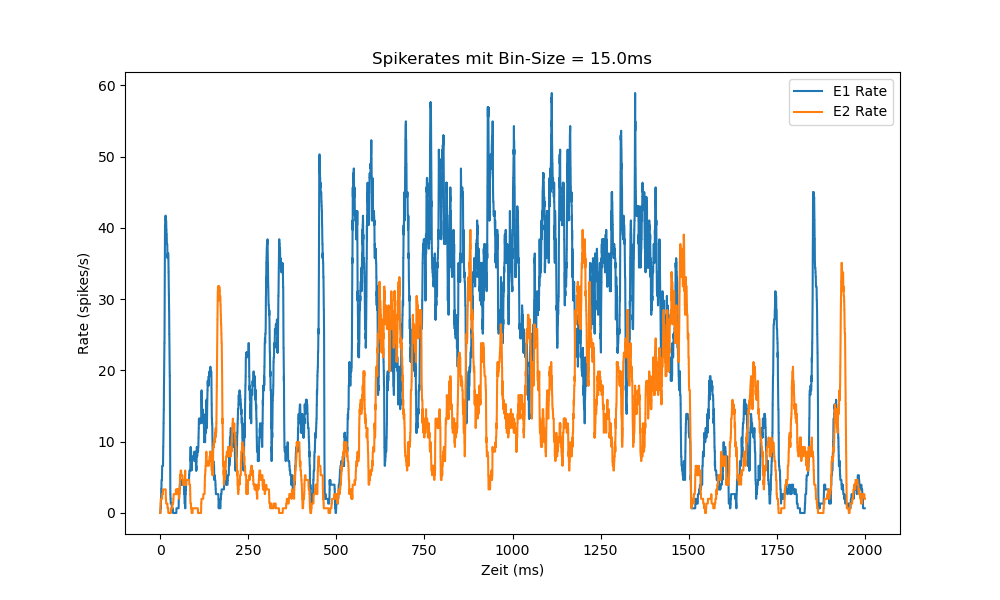 Spikerates mit Bin-Size = 15.0ms
E1 Rate
E2 Rate
60
50
40
30
20
10
0
Rate (spikes/s)
0 250 500 750 1000 1250 1500 1750 2000
Zeit (ms)